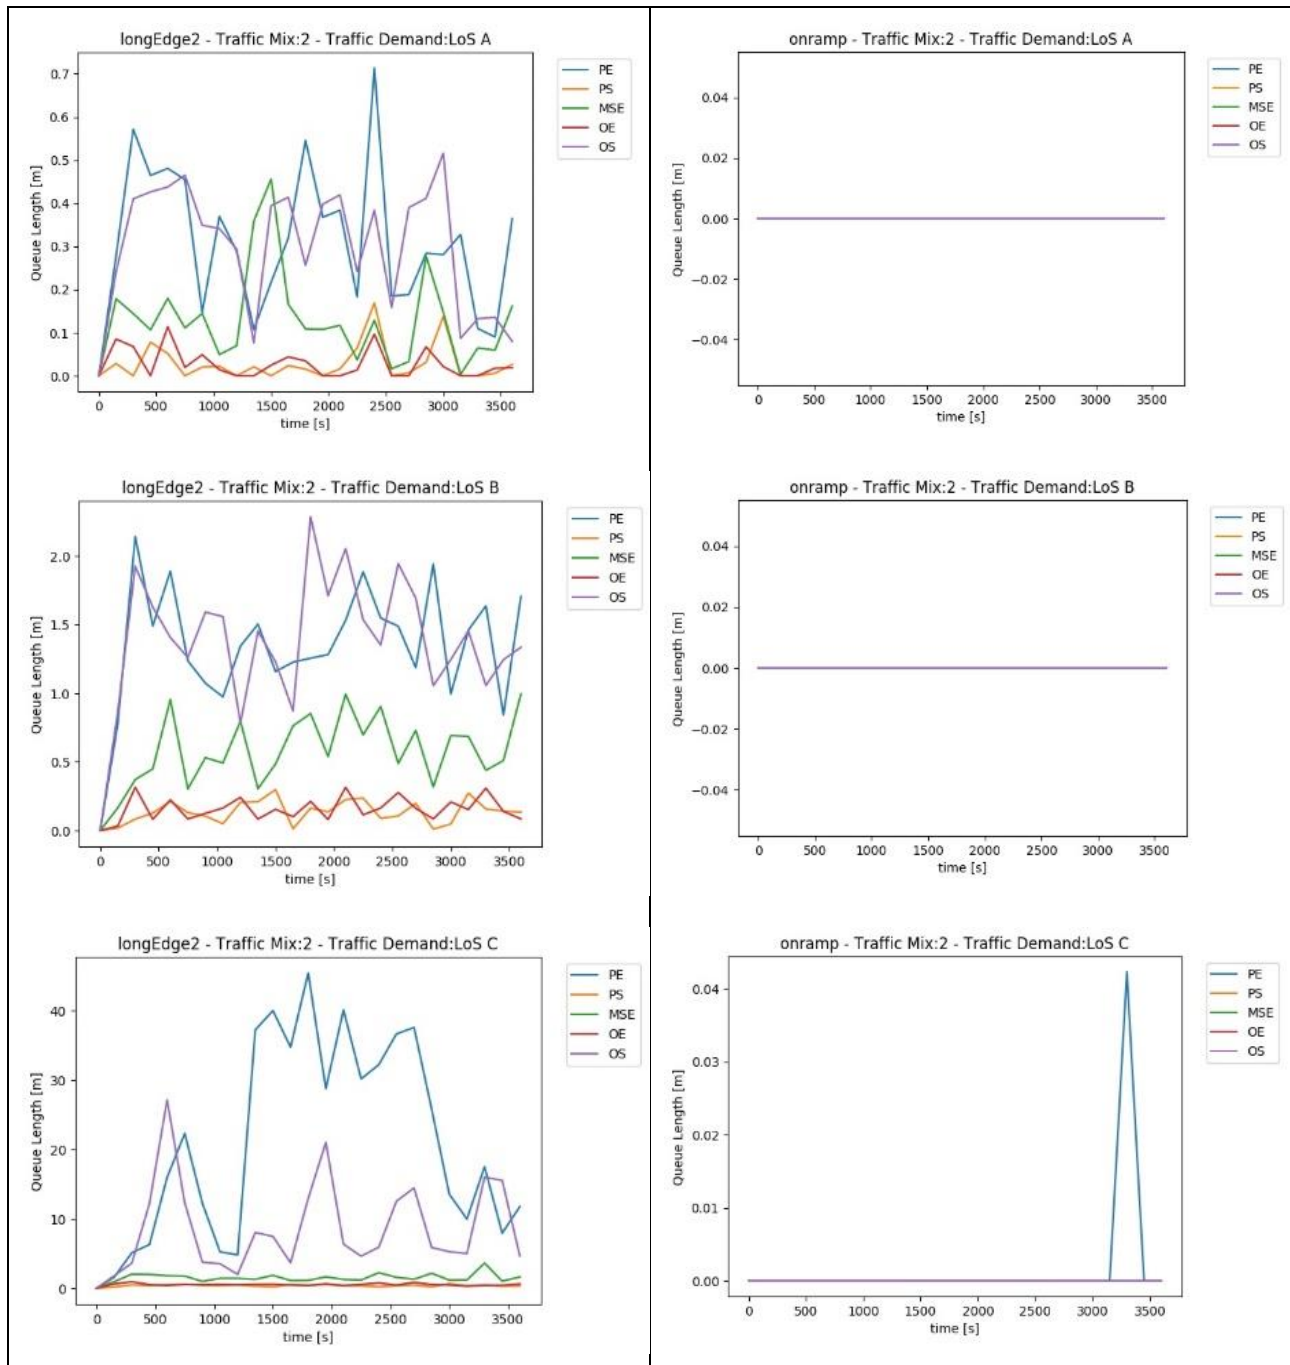 longEdge2 - Traffic Mix:2 - Traffic Demand:LoS A
PE
PS
MSE
OE
OS
Queue Length [m]
0.7
0.6
0.5
0.4
0.3
0.2
0.1
0.0
0 500 1000 1500 2000 2500 3000 3500
time [s]
onramp - Traffic Mix:2 - Traffic Demand:LoS A
PE
PS
MSE
OE
OS
Queue Length [m]
0.04
0.02
0.00
−0.02
−0.04
0 500 1000 1500 2000 2500 3000 3500
time [s]
longEdge2 - Traffic Mix:2 - Traffic Demand:LoS B
PE
PS
MSE
OE
OS
Queue Length [m]
2.0
1.5
1.0
0.5
0.0
0 500 1000 1500 2000 2500 3000 3500
time [s]
onramp - Traffic Mix:2 - Traffic Demand:LoS B
PE
PS
MSE
OE
OS
Queue Length [m]
0.04
0.02
0.00
−0.02
−0.04
0 500 1000 1500 2000 2500 3000 3500
time [s]
longEdge2 - Traffic Mix:2 - Traffic Demand:LoS C
PE
PS
MSE
OE
OS
Queue Length [m]
40
30
20
10
0
0 500 1000 1500 2000 2500 3000 3500
time [s]
onramp - Traffic Mix:2 - Traffic Demand:LoS C
PE
PS
MSE
OE
OS
Queue Length [m]
0.04
0.03
0.02
0.01
0.00
0 500 1000 1500 2000 2500 3000 3500
time [s]